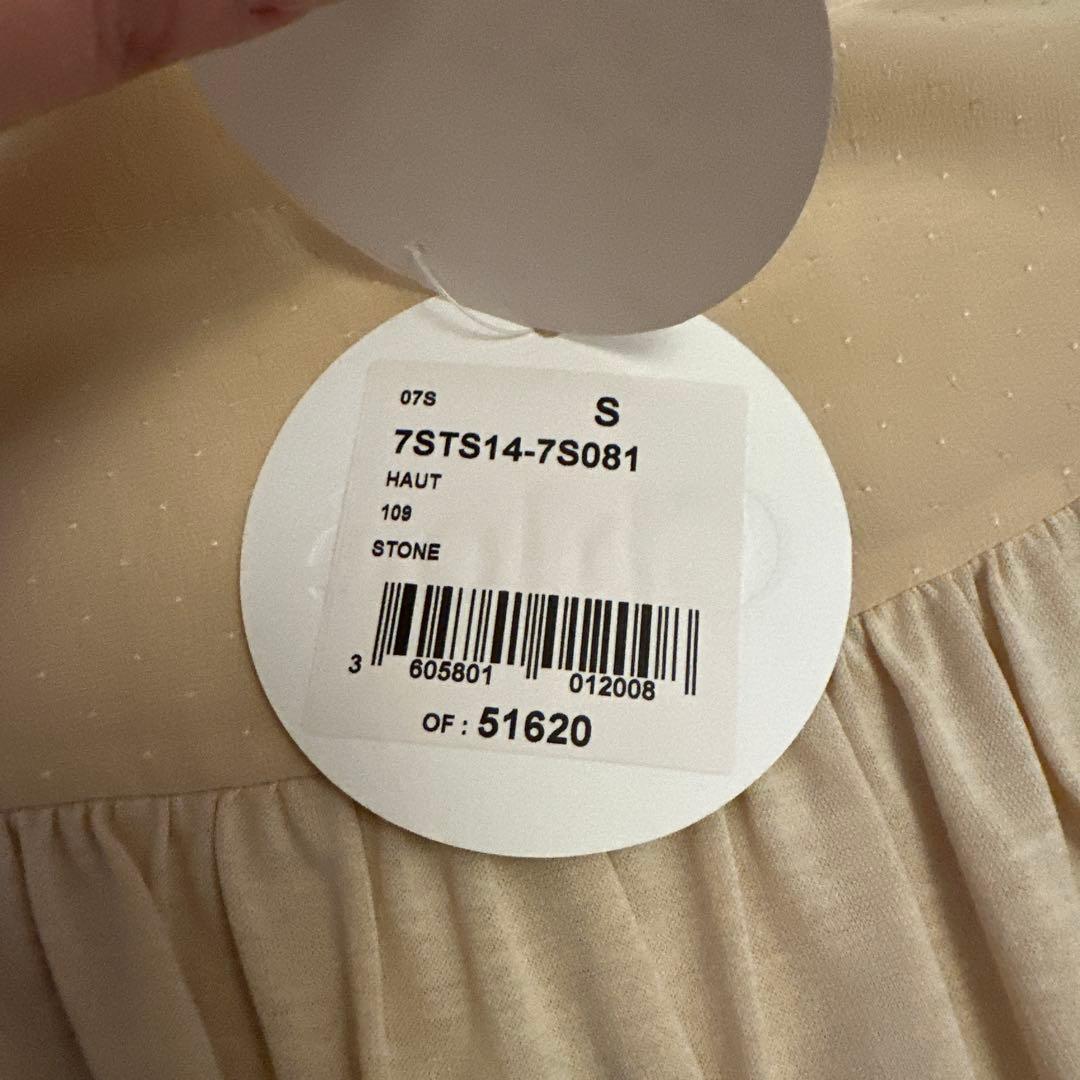 07S S
7STS14-7S081
HAUT
109
STONE
3 605801 012008
OF : 51620